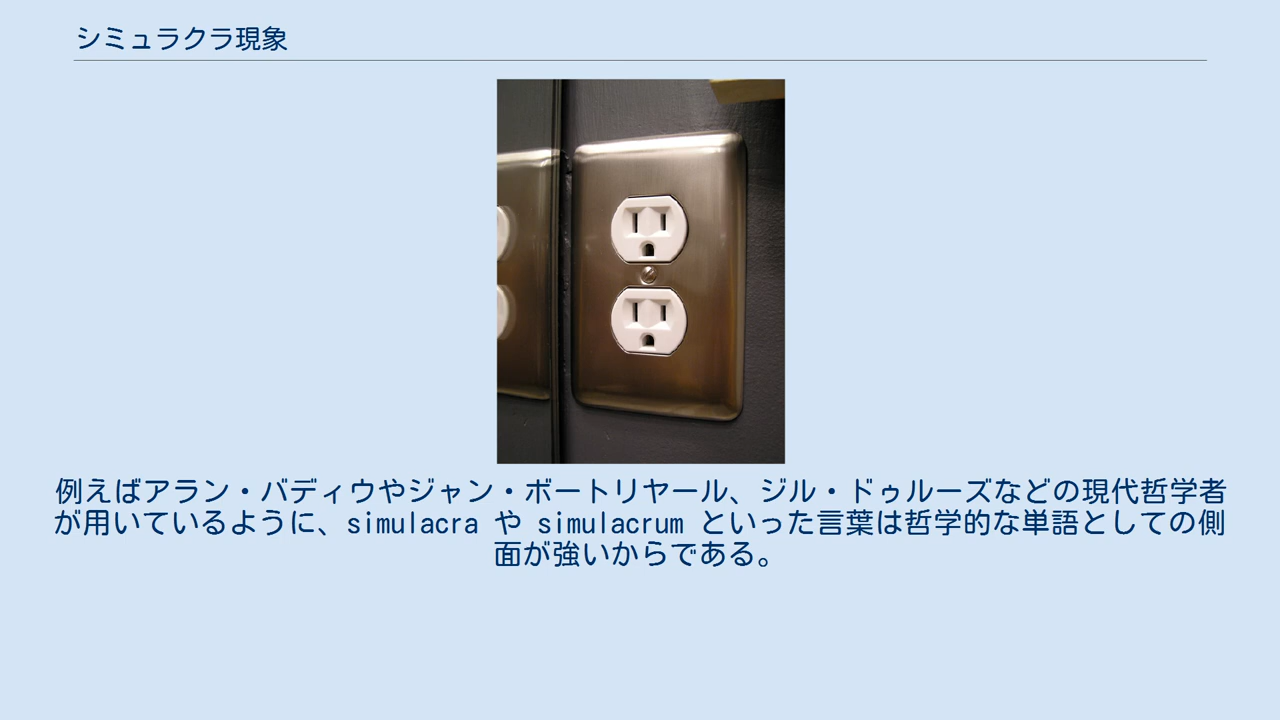 シミュラクラ現象
例えばアラン・バディウやジャン・ボートリヤール、ジル・ドゥルーズなどの現代哲学者
が用いているように、simulacra や simulacrum といった言葉は哲学的な単語としての側
面が強いからである。